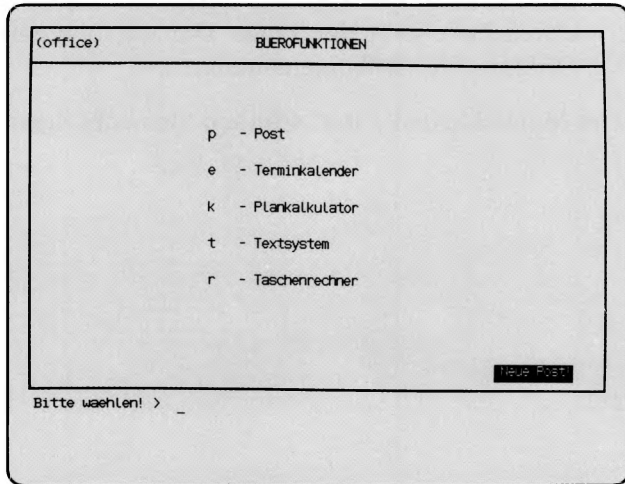 (office) BUEROFUNKTIONEN
p - Post
e - Terminkalender
k - Plankalkulator
t - Textsystem
r - Taschenrechner
Neue Post!
Bitte waehlen! > _